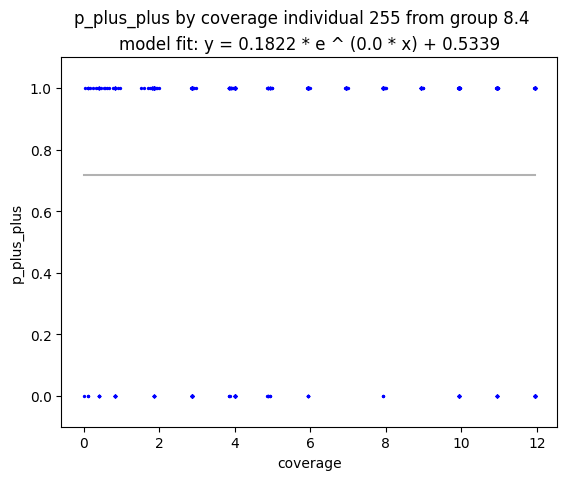 p_plus_plus by coverage individual 255 from group 8.4
model fit: y = 0.1822 * e ^ (0.0 * x) + 0.5339
1.0
0.8
0.6
0.4
0.2
0.0
p_plus_plus
0 2 4 6 8 10 12
coverage